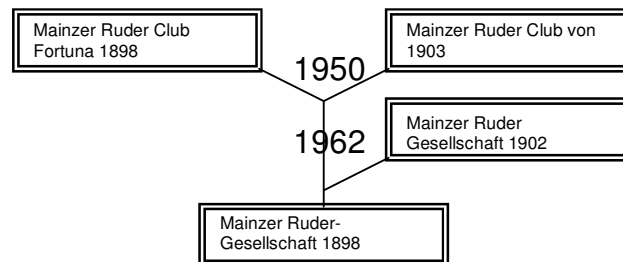 Mainzer Ruder Club
Fortuna 1898
Mainzer Ruder Club von
1903
1950
Mainzer Ruder
Gesellschaft 1902
1962
Mainzer Ruder-
Gesellschaft 1898